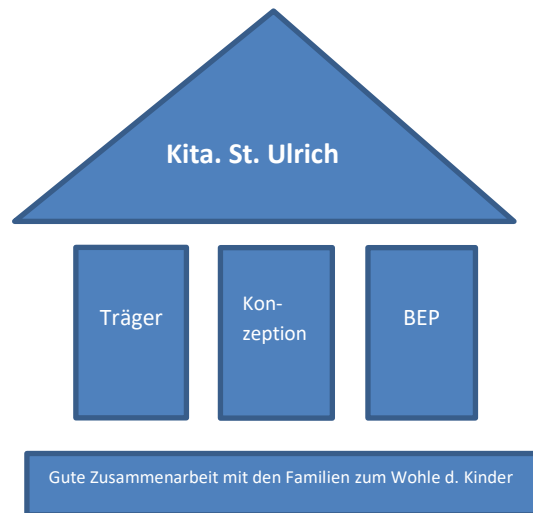 Kita. St. Ulrich
Träger
Kon-
zeption
BEP
Gute Zusammenarbeit mit den Familien zum Wohle d. Kinder